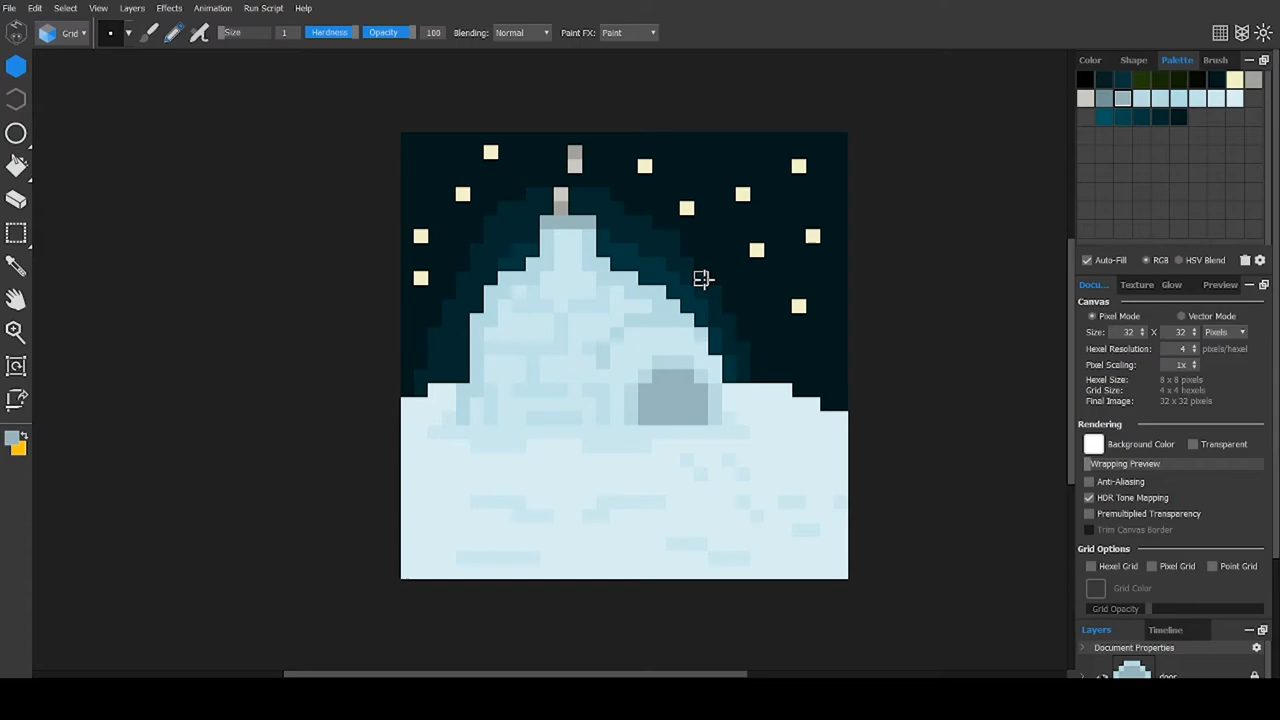 File Edit Select View Layers Effects Animation Run Script Help
Grid Size 1 Hardness Opacity 100 Blending: Normal Paint FX: Paint
Color Shape Palette Brush
Auto-Fill RGB HSV Blend
Docu... Texture Glow Preview
Canvas
Pixel Mode Vector Mode
Size: 32 X 32 Pixels
Hexel Resolution: 4 pixels/hexel
Pixel Scaling: 1x
Hexel Size: 8 x 8 pixels
Grid Size: 4 x 4 hexels
Final Image: 32 x 32 pixels
Rendering
Background Color Transparent
Wrapping Preview
Anti-Aliasing
HDR Tone Mapping
Premultiplied Transparency
Trim Canvas Border
Grid Options
Hexel Grid Pixel Grid Point Grid
Grid Color
Grid Opacity
Layers Timeline
Document Properties
door